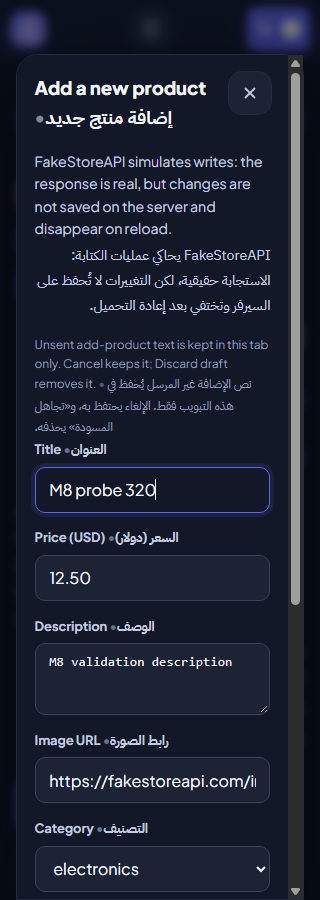 Add a new product
• إضافة منتج جديد
FakeStoreAPI simulates writes: the
response is real, but changes are
not saved on the server and
disappear on reload.
FakeStoreAPI يحاكي عمليات الكتابة:
الاستجابة حقيقية، لكن التغييرات لا تُحفظ على
السيرفر وتختفي بعد إعادة التحميل.
Unsent add-product text is kept in this tab
only. Cancel keeps it; Discard draft
removes it. • نص الإضافة غير المرسل يُحفظ في
هذه التبويب فقط. الإلغاء يحتفظ به، و«تجاهل
المسودة» يحذفه.
Title • العنوان
M8 probe 320
Price (USD) • السعر (دولار)
12.50
Description • الوصف
M8 validation description
Image URL • رابط الصورة
https://fakestoreapi.com/i
Category • التصنيف
electronics